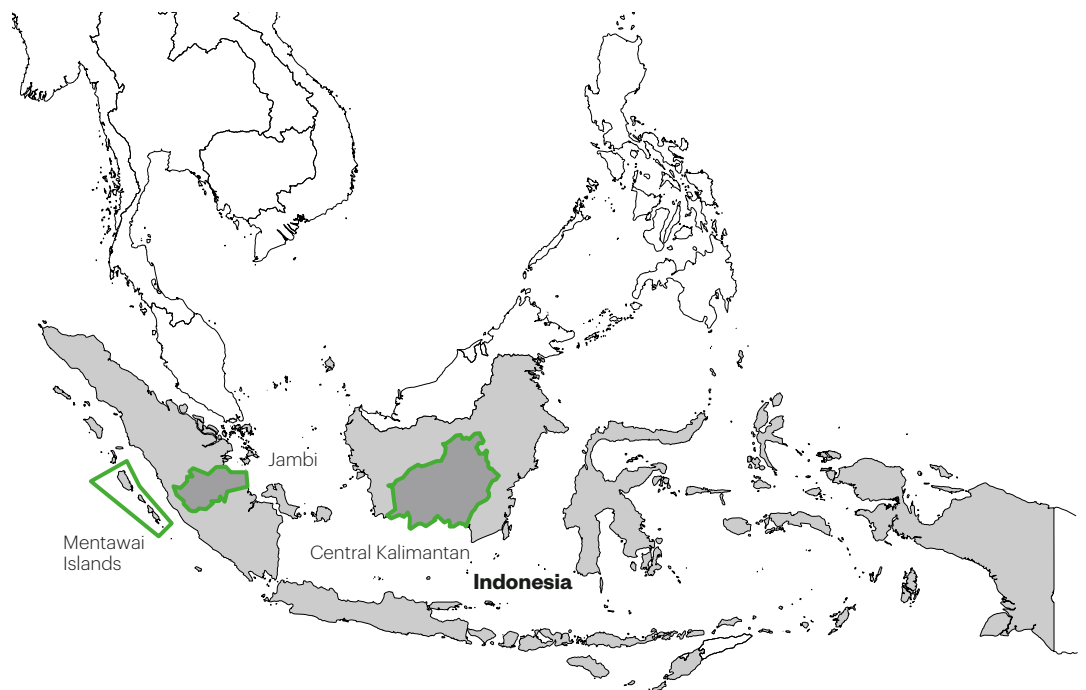 Jambi
Mentawai
Islands
Central Kalimantan
Indonesia